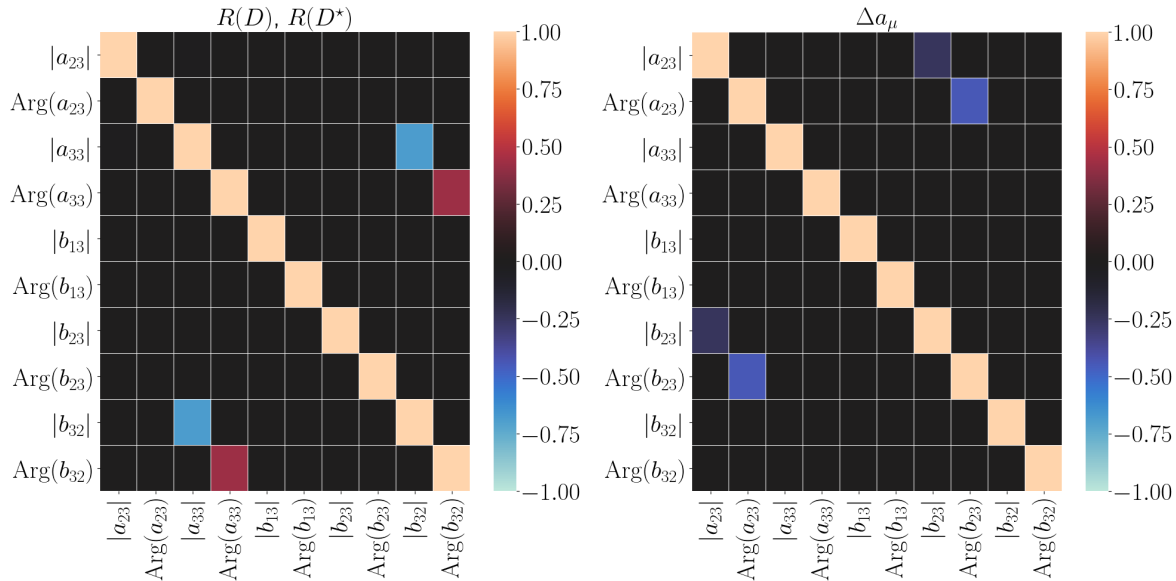 R(D), R(D⋆)
|a₂₃|
Arg(a₂₃)
|a₃₃|
Arg(a₃₃)
|b₁₃|
Arg(b₁₃)
|b₂₃|
Arg(b₂₃)
|b₃₂|
Arg(b₃₂)
|a₂₃|
Arg(a₂₃)
|a₃₃|
Arg(a₃₃)
|b₁₃|
Arg(b₁₃)
|b₂₃|
Arg(b₂₃)
|b₃₂|
Arg(b₃₂)
1.00
0.75
0.50
0.25
0.00
−0.25
−0.50
−0.75
−1.00
Δaμ
|a₂₃|
Arg(a₂₃)
|a₃₃|
Arg(a₃₃)
|b₁₃|
Arg(b₁₃)
|b₂₃|
Arg(b₂₃)
|b₃₂|
Arg(b₃₂)
|a₂₃|
Arg(a₂₃)
|a₃₃|
Arg(a₃₃)
|b₁₃|
Arg(b₁₃)
|b₂₃|
Arg(b₂₃)
|b₃₂|
Arg(b₃₂)
1.00
0.75
0.50
0.25
0.00
−0.25
−0.50
−0.75
−1.00